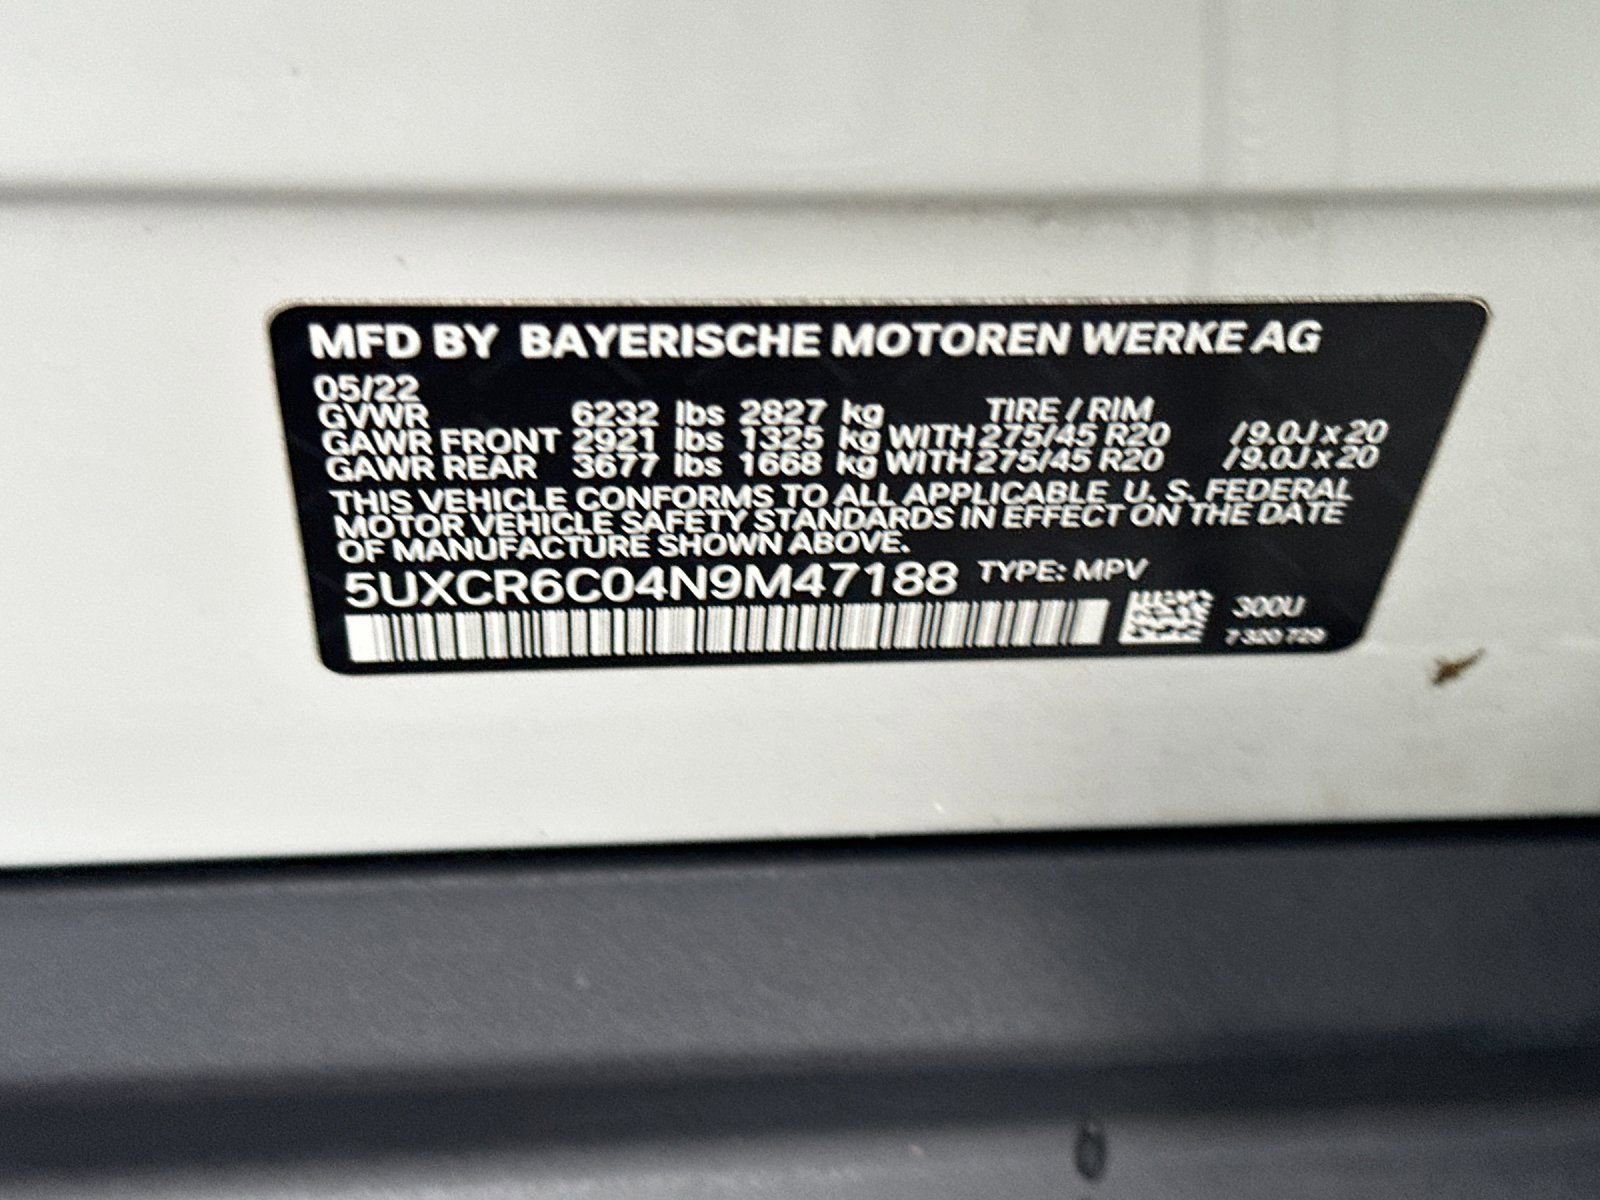 MFD BY BAYERISCHE MOTOREN WERKE AG
05/22
GVWR 6232 lbs 2827 kg TIRE / RIM
GAWR FRONT 2921 lbs 1325 kg WITH 275/45 R20 /9.0J x 20
GAWR REAR 3677 lbs 1668 kg WITH 275/45 R20 /9.0J x 20
THIS VEHICLE CONFORMS TO ALL APPLICABLE U. S. FEDERAL
MOTOR VEHICLE SAFETY STANDARDS IN EFFECT ON THE DATE
OF MANUFACTURE SHOWN ABOVE.
5UXCR6C04N9M47188 TYPE: MPV
300U
7 320 729